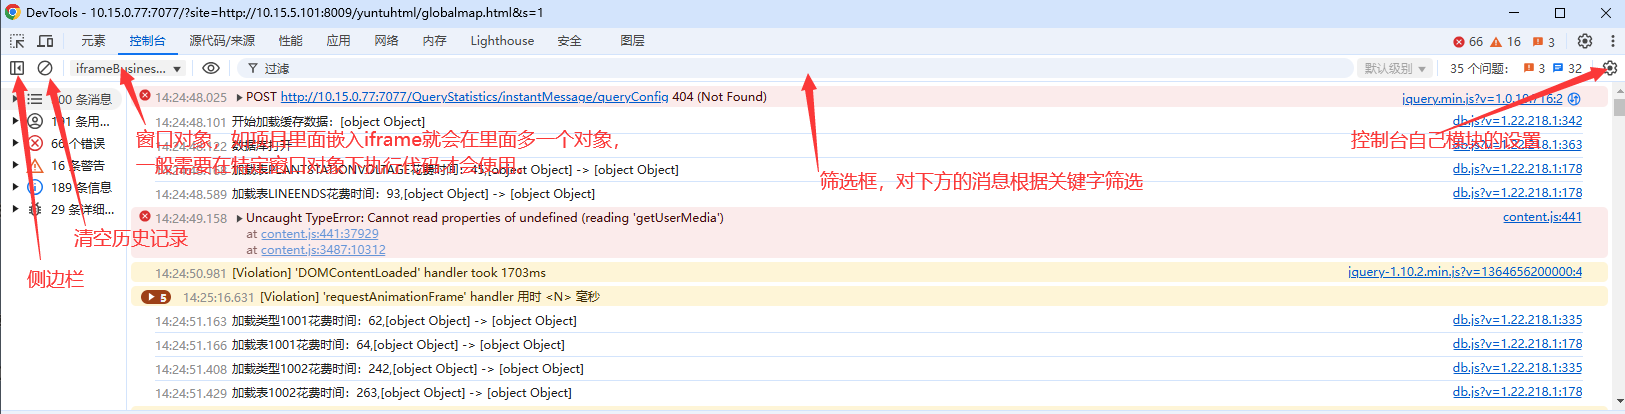 DevTools - 10.15.0.77:7077/?site=http://10.15.5.101:8009/yuntuhtml/globalmap.html&s=1
元素 控制台 源代码/来源 性能 应用 网络 内存 Lighthouse 安全 图层 66 16 3
iframeBusines... 过滤 默认级别 35 个问题: 3 32
00 条消息
191 条用...
66 个错误
16 条警告
189 条信息
29 条详细...
14:24:48.025 POST http://10.15.0.77:7077/QueryStatistics/instantMessage/queryConfig 404 (Not Found) jquery.min.js?v=1.0.19716:2
14:24:48.101 开始加载缓存数据: [object Object] db.js?v=1.22.218.1:342
14:24:48.122 数据库打开 db.js?v=1.22.218.1:363
14:24:48.168 加载表PLANTSTATIONVOLTAGE花费时间: 45,[object Object] -> [object Object] db.js?v=1.22.218.1:178
14:24:48.589 加载表LINEENDS花费时间: 93,[object Object] -> [object Object] db.js?v=1.22.218.1:178
14:24:49.158 Uncaught TypeError: Cannot read properties of undefined (reading 'getUserMedia') content.js:441
at content.js:441:37929
at content.js:3487:10312
14:24:50.981 [Violation] 'DOMContentLoaded' handler took 1703ms jquery-1.10.2.min.js?v=1364656200000:4
5 14:25:16.631 [Violation] 'requestAnimationFrame' handler 用时 <N> 毫秒
14:24:51.163 加载类型1001花费时间: 62,[object Object] -> [object Object] db.js?v=1.22.218.1:335
14:24:51.166 加载表1001花费时间: 64,[object Object] -> [object Object] db.js?v=1.22.218.1:178
14:24:51.408 加载类型1002花费时间: 242,[object Object] -> [object Object] db.js?v=1.22.218.1:335
14:24:51.429 加载表1002花费时间: 263,[object Object] -> [object Object] db.js?v=1.22.218.1:178
窗口对象，如项目里面嵌入iframe就会在里面多一个对象，
一般需要在特定窗口对象下执行代码才会使用。
筛选框，对下方的消息根据关键字筛选
控制台自己模块的设置
清空历史记录
侧边栏